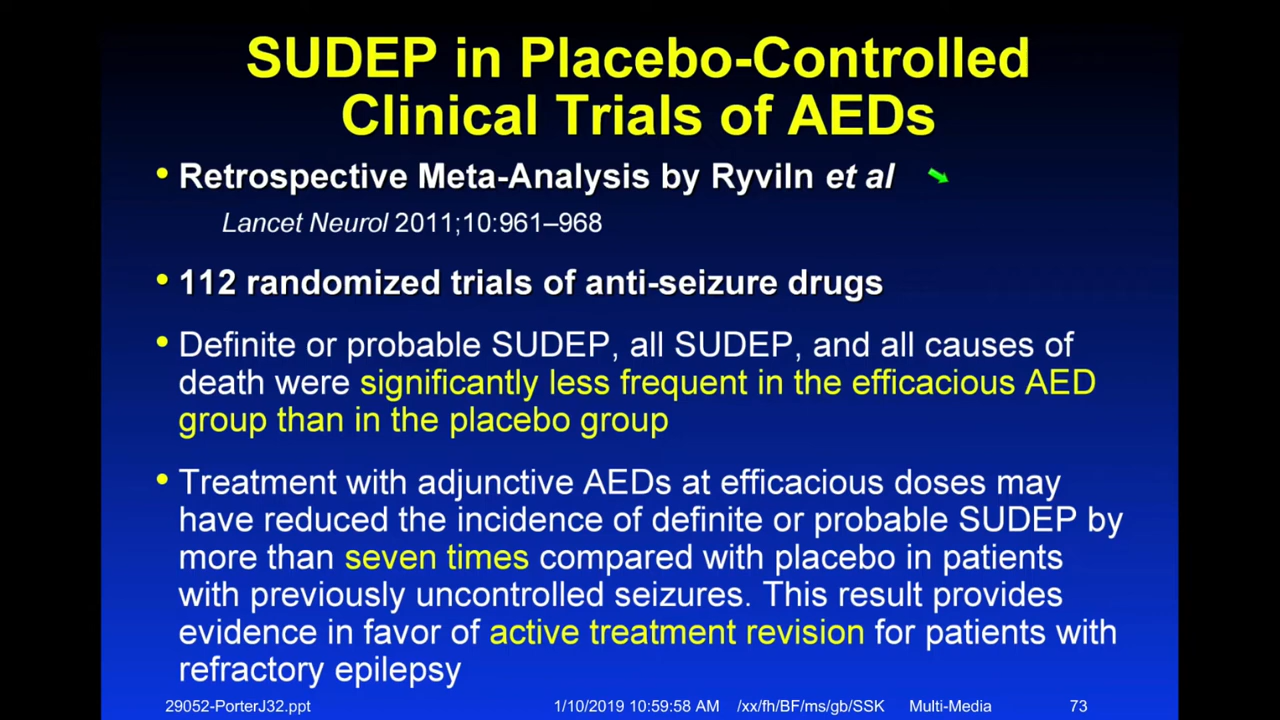 SUDEP in Placebo-Controlled
Clinical Trials of AEDs
• Retrospective Meta-Analysis by Ryviln et al
Lancet Neurol 2011;10:961–968
• 112 randomized trials of anti-seizure drugs
• Definite or probable SUDEP, all SUDEP, and all causes of
death were significantly less frequent in the efficacious AED
group than in the placebo group
• Treatment with adjunctive AEDs at efficacious doses may
have reduced the incidence of definite or probable SUDEP by
more than seven times compared with placebo in patients
with previously uncontrolled seizures. This result provides
evidence in favor of active treatment revision for patients with
refractory epilepsy
29052-PorterJ32.ppt 1/10/2019 10:59:58 AM /xx/fh/BF/ms/gb/SSK Multi-Media 73